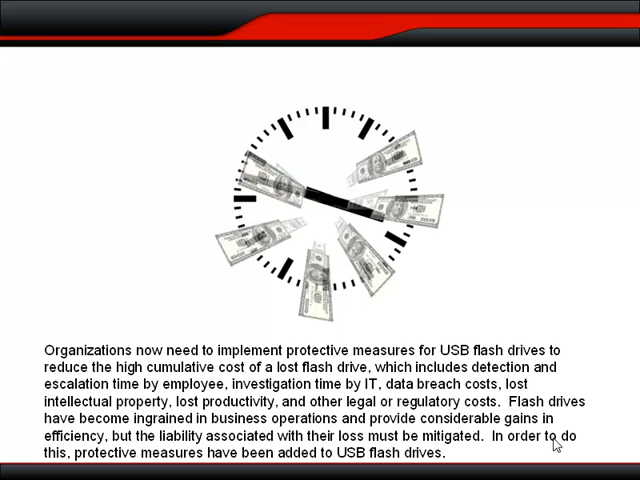 Organizations now need to implement protective measures for USB flash drives to
reduce the high cumulative cost of a lost flash drive, which includes detection and
escalation time by employee, investigation time by IT, data breach costs, lost
intellectual property, lost productivity, and other legal or regulatory costs.  Flash drives
have become ingrained in business operations and provide considerable gains in
efficiency, but the liability associated with their loss must be mitigated.  In order to do
this, protective measures have been added to USB flash drives.